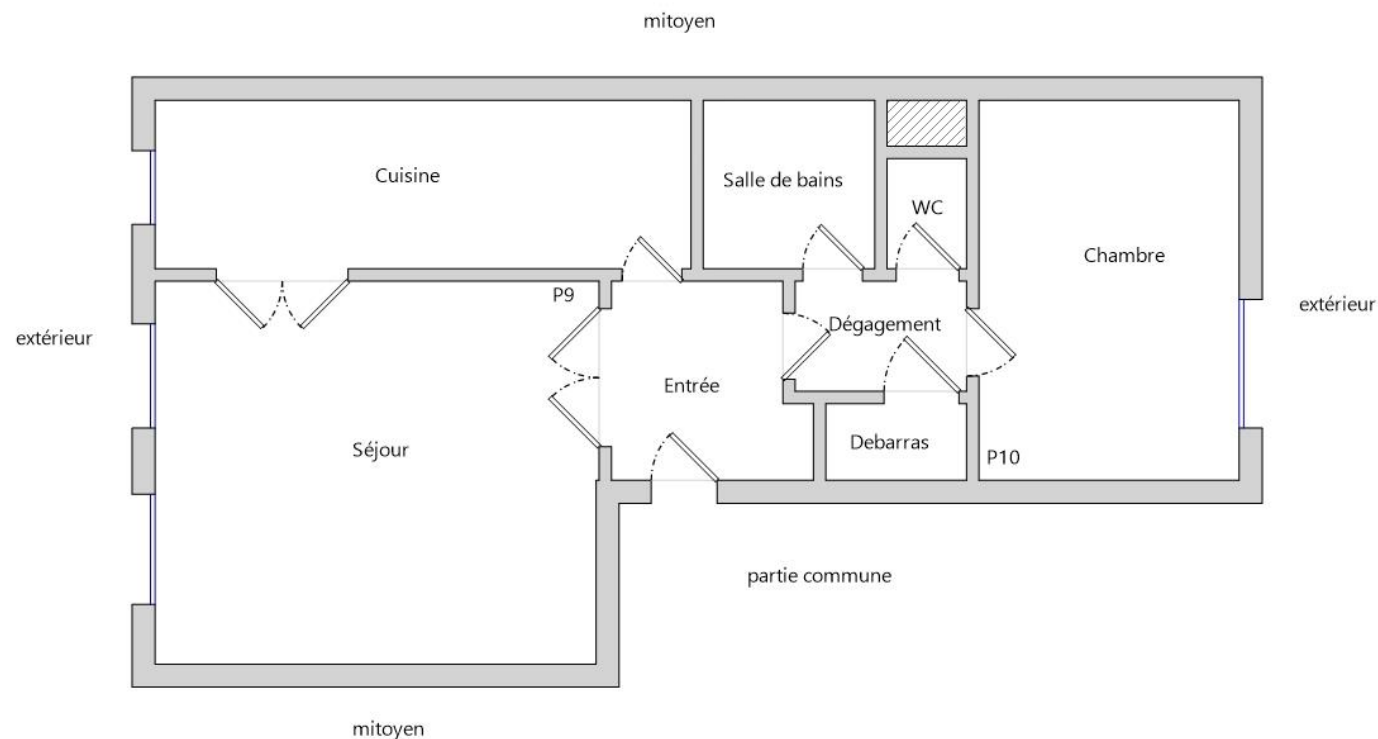 mitoyen
Cuisine
Salle de bains
WC
Chambre
P9
extérieur
Dégagement
extérieur
Entrée
Séjour
Debarras
P10
partie commune
mitoyen